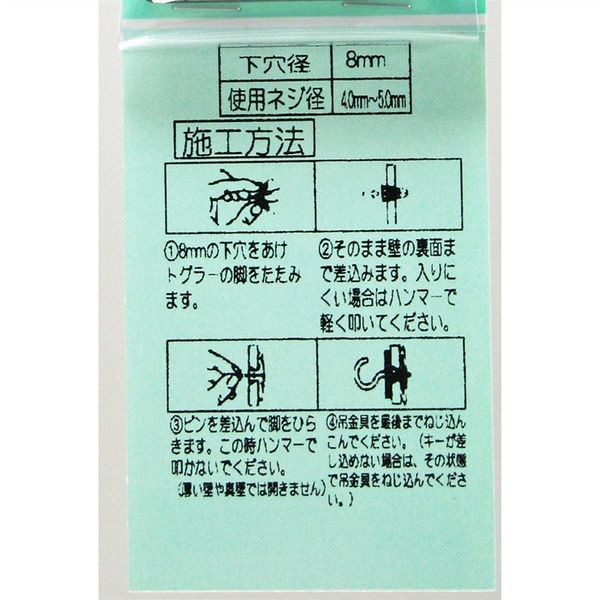 下穴径 8mm
使用ネジ径 4.0mm~5.0mm
施工方法
①8mmの下穴をあけ
トグラーの脚をたたみ
ます。
②そのまま壁の裏面ま
で差込みます。入りに
くい場合はハンマーで
軽く叩いてください。
③ピンを差込んで脚をひら
きます。この時ハンマーで
叩かないでください。
(厚い壁や真壁では開きません)
④吊金具を最後までねじ込ん
こんでください。(キーが差
し込めない場合は、その状態
で吊金具をねじ込んでくださ
い。)